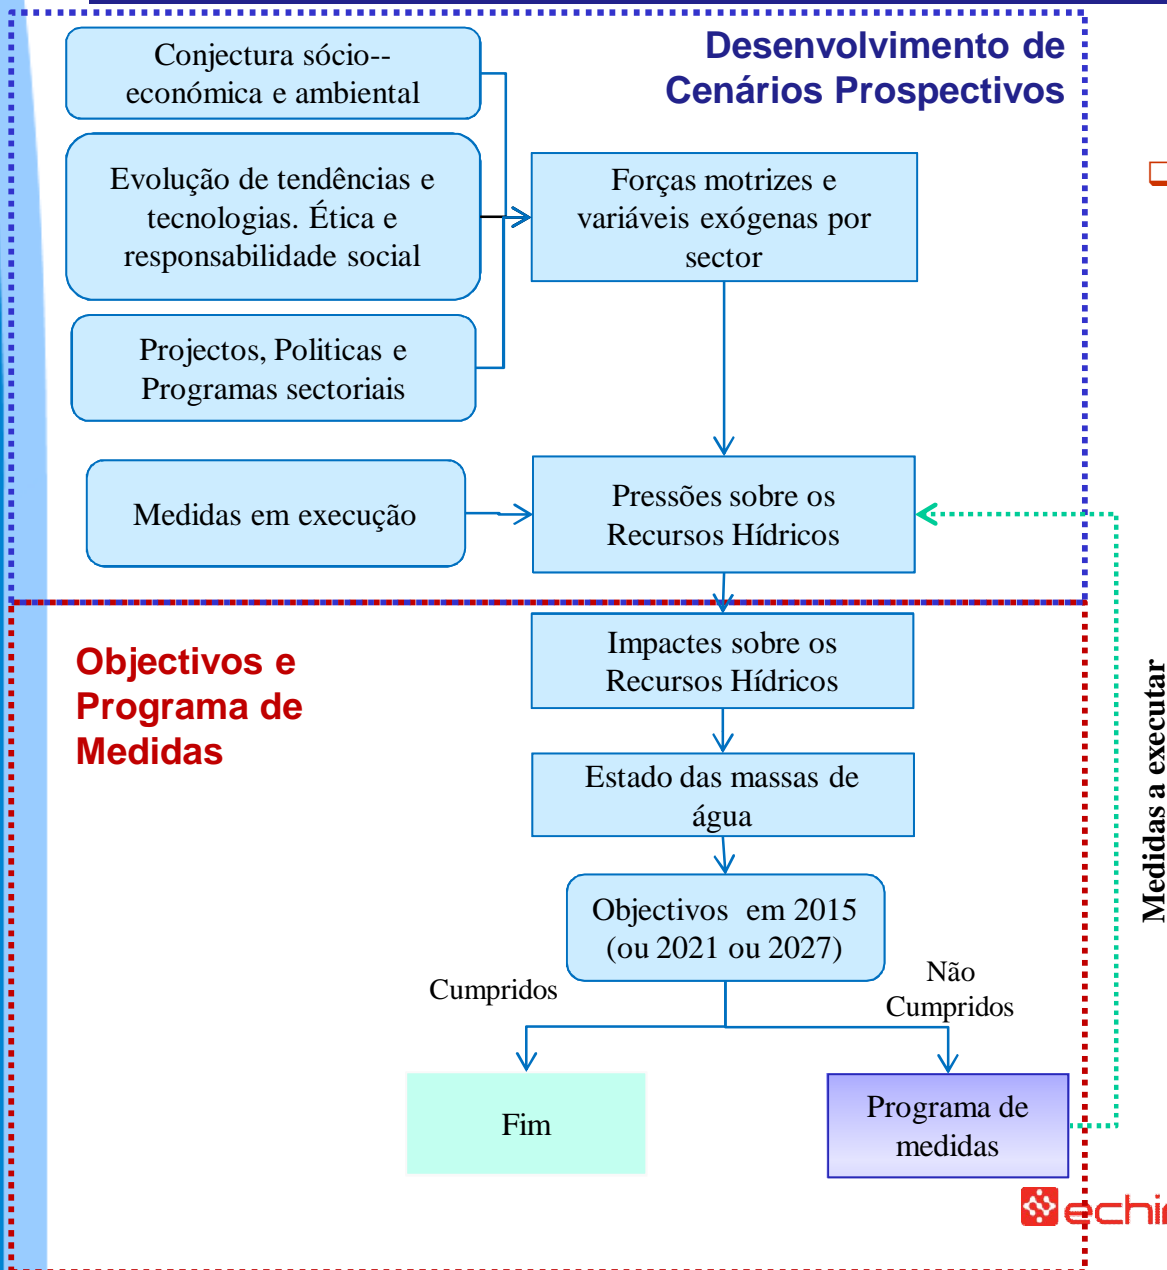 Desenvolvimento de
Cenários Prospectivos
Conjectura sócio--
económica e ambiental
Evolução de tendências e
tecnologias. Ética e
responsabilidade social
Forças motrizes e
variáveis exógenas por
sector
Projectos, Politicas e
Programas sectoriais
Medidas em execução
Pressões sobre os
Recursos Hídricos
Objectivos e
Programa de
Medidas
Impactes sobre os
Recursos Hídricos
Estado das massas de
água
Objectivos em 2015
(ou 2021 ou 2027)
Cumpridos
Não
Cumpridos
Fim
Programa de
medidas
Medidas a executar